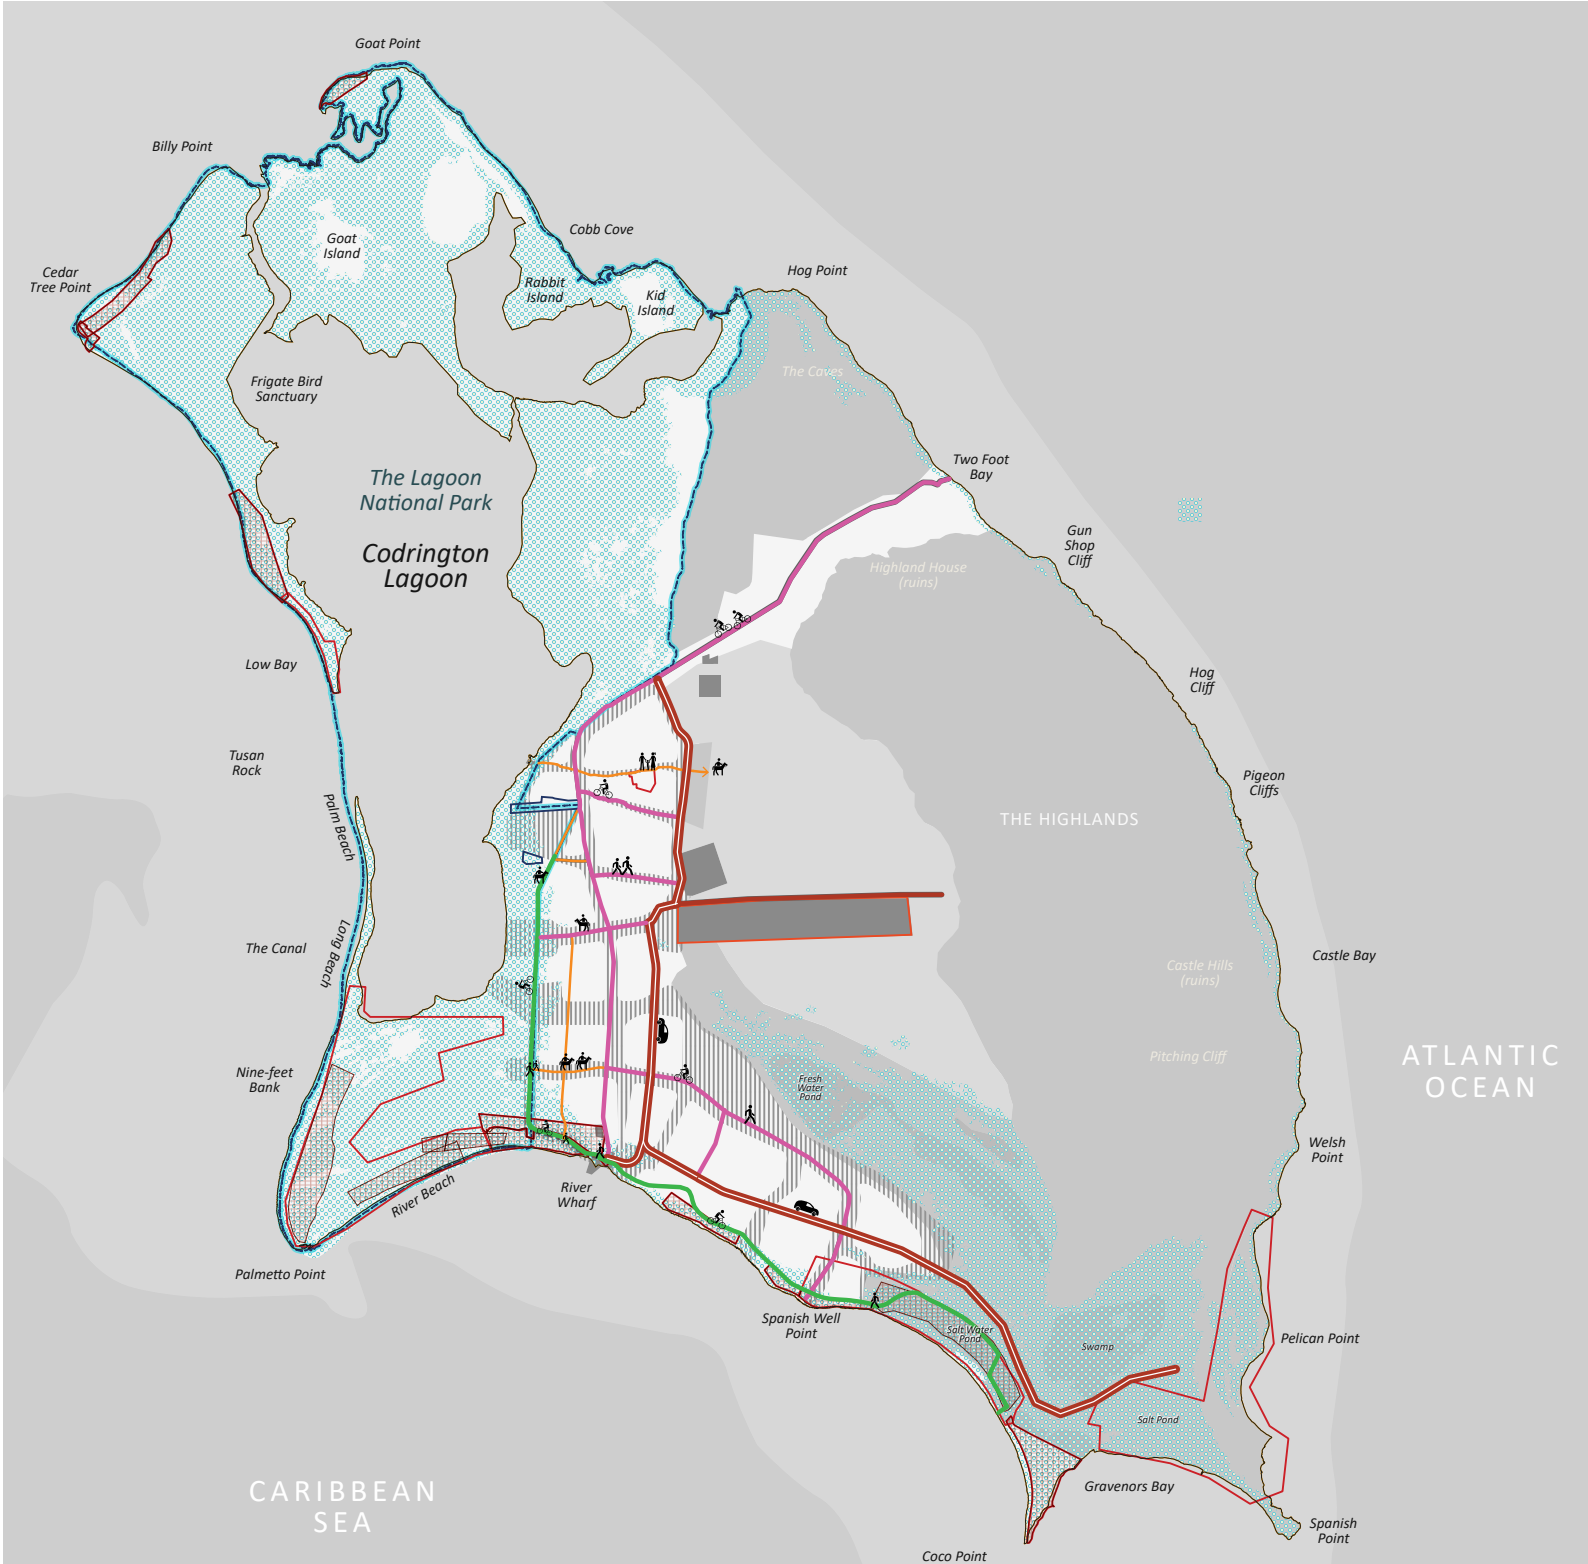 Goat Point
Billy Point
Goat
Island
Cobb Cove
Cedar
Tree Point
Rabbit
Island
Kid
Island
Hog Point
The Caves
Frigate Bird
Sanctuary
The Lagoon
National Park
Two Foot
Bay
Codrington
Lagoon
Gun
Shop
Cliff
Highland House
(ruins)
Low Bay
Hog
Cliff
Tusan
Rock
Palm Beach
Pigeon
Cliffs
THE HIGHLANDS
The Canal
Long Beach
Castle Bay
Castle Hills
(ruins)
Pitching Cliff
ATLANTIC
OCEAN
Nine-feet
Bank
Fresh
Water
Pond
Welsh
Point
River Beach
River
Wharf
Palmetto Point
Spanish Well
Point
Salt Water
Pond
Swamp
Pelican Point
Salt Pond
CARIBBEAN
SEA
Gravenors Bay
Spanish
Point
Coco Point